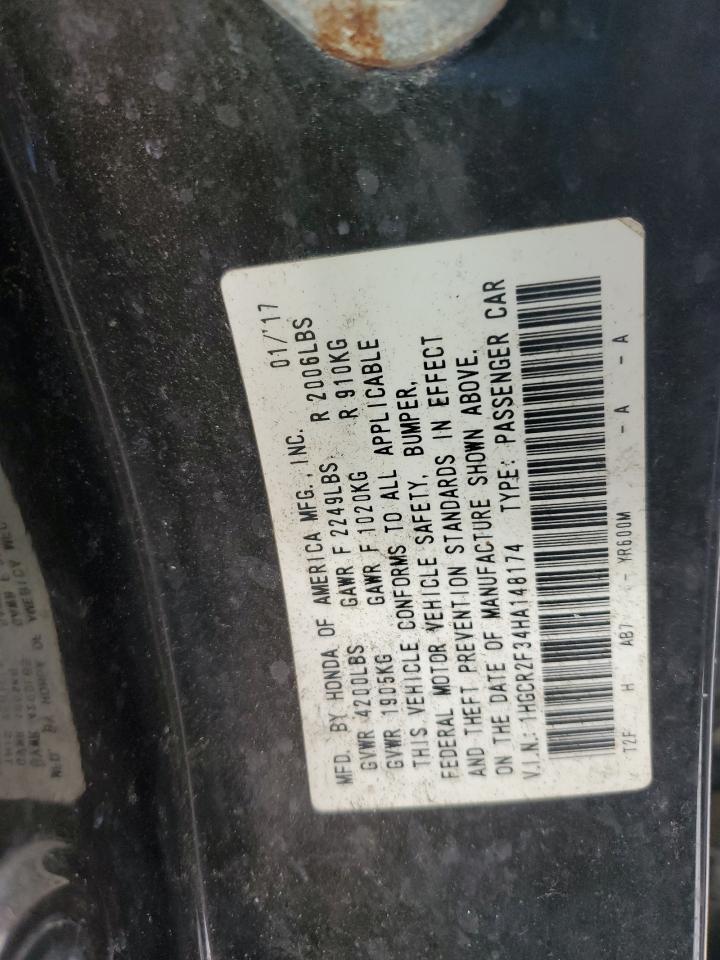 01/'17
MFD. BY HONDA OF AMERICA MFG., INC.
GVWR 4200LBS GAWR F 2249LBS R 2006LBS
GVWR 1905KG GAWR F 1020KG R 910KG
THIS VEHICLE CONFORMS TO ALL APPLICABLE
FEDERAL MOTOR VEHICLE SAFETY, BUMPER,
AND THEFT PREVENTION STANDARDS IN EFFECT
ON THE DATE OF MANUFACTURE SHOWN ABOVE.
V.I.N.: 1HGCR2F34HA148174 TYPE: PASSENGER CAR
T2F H AB7 - YR600M - A - A